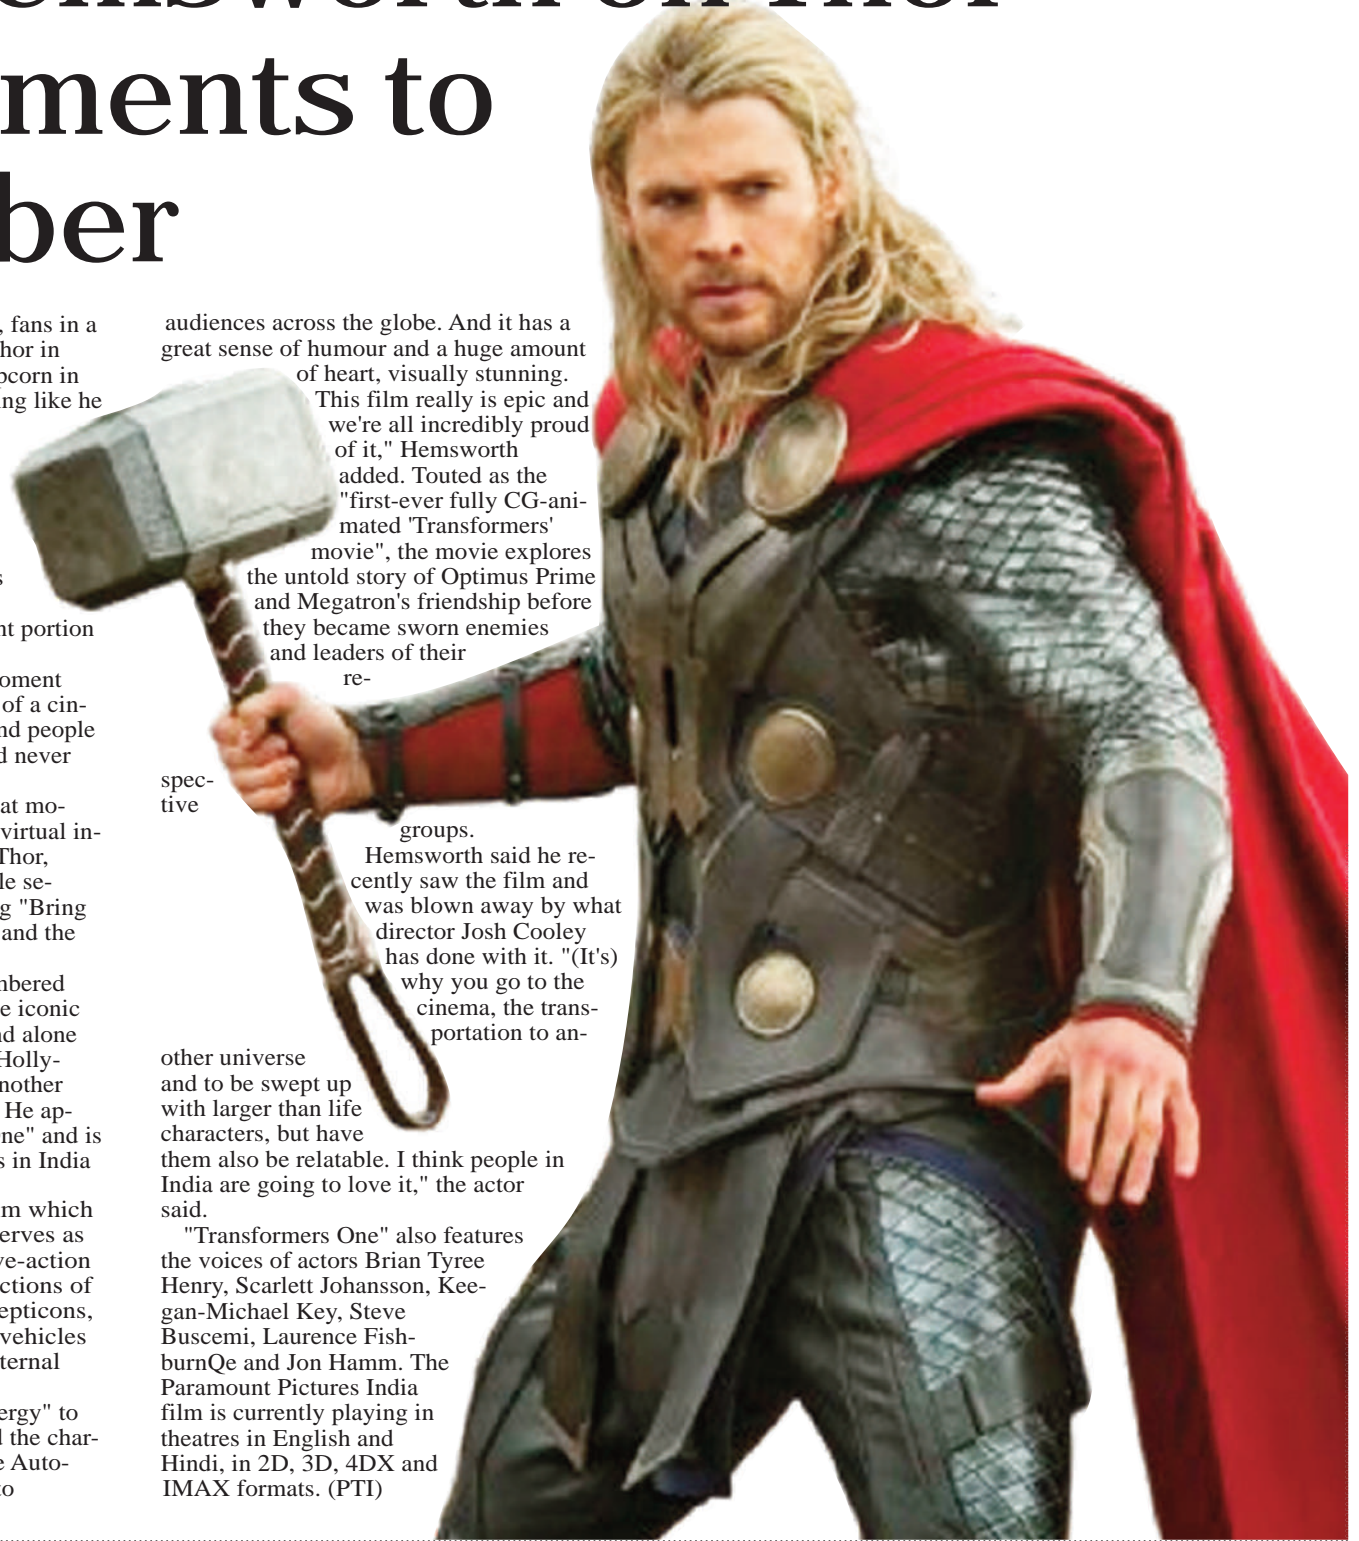 ments to
ber
, fans in a
hor in
ocorn in
ng like he
s
nt portion
oment
of a cin-
nd people
d never
at mo-
virtual in-
Thor,
le se-
g "Bring
and the
nbered
e iconic
nd alone
Holly-
nother
He ap-
ne" and is
s in India
m which
erves as
ve-action
ctions of
epticons,
vehicles
ternal
ergy" to
d the char-
e Auto-
to
audiences across the globe. And it has a
great sense of humour and a huge amount
of heart, visually stunning.
This film really is epic and
we're all incredibly proud
of it," Hemsworth
added. Touted as the
"first-ever fully CG-ani-
mated 'Transformers'
movie", the movie explores
the untold story of Optimus Prime
and Megatron's friendship before
they became sworn enemies
and leaders of their
re-
spec-
tive
groups.
Hemsworth said he re-
cently saw the film and
was blown away by what
director Josh Cooley
has done with it. "(It's)
why you go to the
cinema, the trans-
portation to an-
other universe
and to be swept up
with larger than life
characters, but have
them also be relatable. I think people in
India are going to love it," the actor
said.
"Transformers One" also features
the voices of actors Brian Tyree
Henry, Scarlett Johansson, Kee-
gan-Michael Key, Steve
Buscemi, Laurence Fish-
burnQe and Jon Hamm. The
Paramount Pictures India
film is currently playing in
theatres in English and
Hindi, in 2D, 3D, 4DX and
IMAX formats. (PTI)